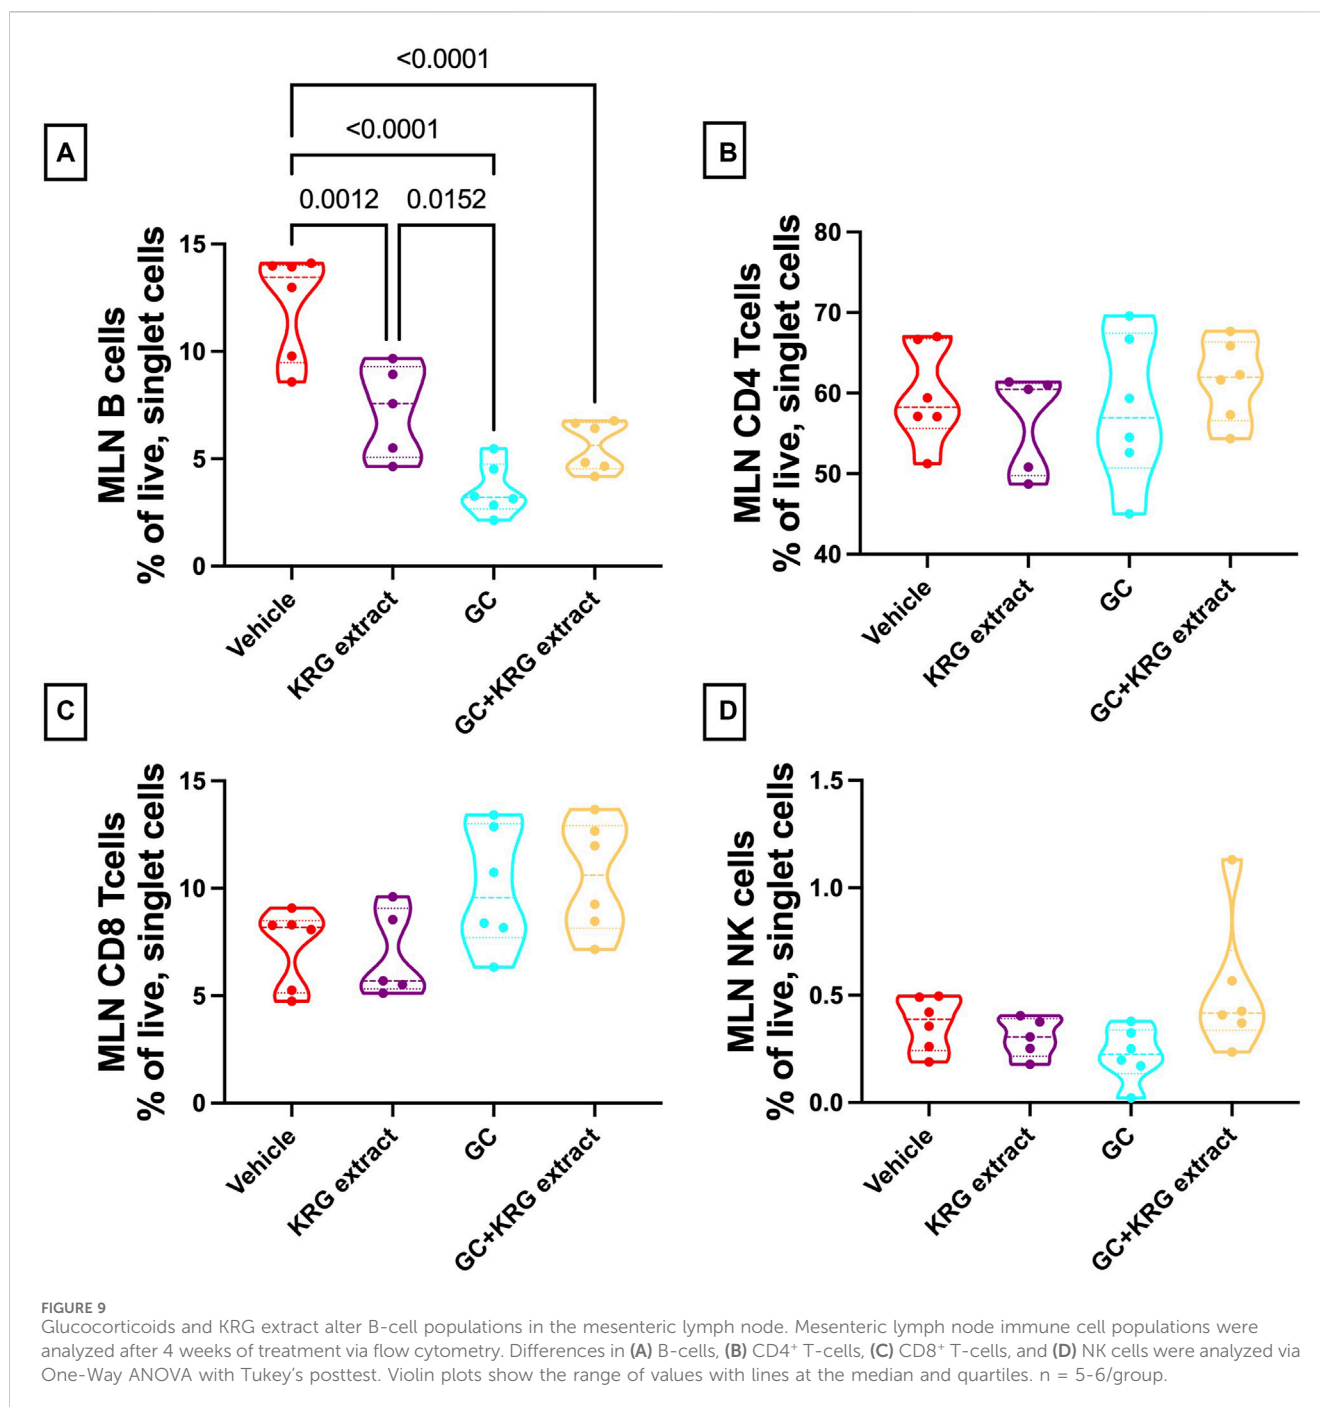 <0.0001
<0.0001
0.0012 0.0152
A
MLN B cells
% of live, singlet cells
15
10
5
0
Vehicle
KRG extract
GC
GC+KRG extract
B
MLN CD4 Tcells
% of live, singlet cells
80
70
60
50
40
Vehicle
KRG extract
GC
GC+KRG extract
C
MLN CD8 Tcells
% of live, singlet cells
15
10
5
0
Vehicle
KRG extract
GC
GC+KRG extract
D
MLN NK cells
% of live, singlet cells
1.5
1.0
0.5
0.0
Vehicle
KRG extract
GC
GC+KRG extract
FIGURE 9
Glucocorticoids and KRG extract alter B-cell populations in the mesenteric lymph node. Mesenteric lymph node immune cell populations were
analyzed after 4 weeks of treatment via flow cytometry. Differences in (A) B-cells, (B) CD4⁺ T-cells, (C) CD8⁺ T-cells, and (D) NK cells were analyzed via
One-Way ANOVA with Tukey's posttest. Violin plots show the range of values with lines at the median and quartiles. n = 5-6/group.